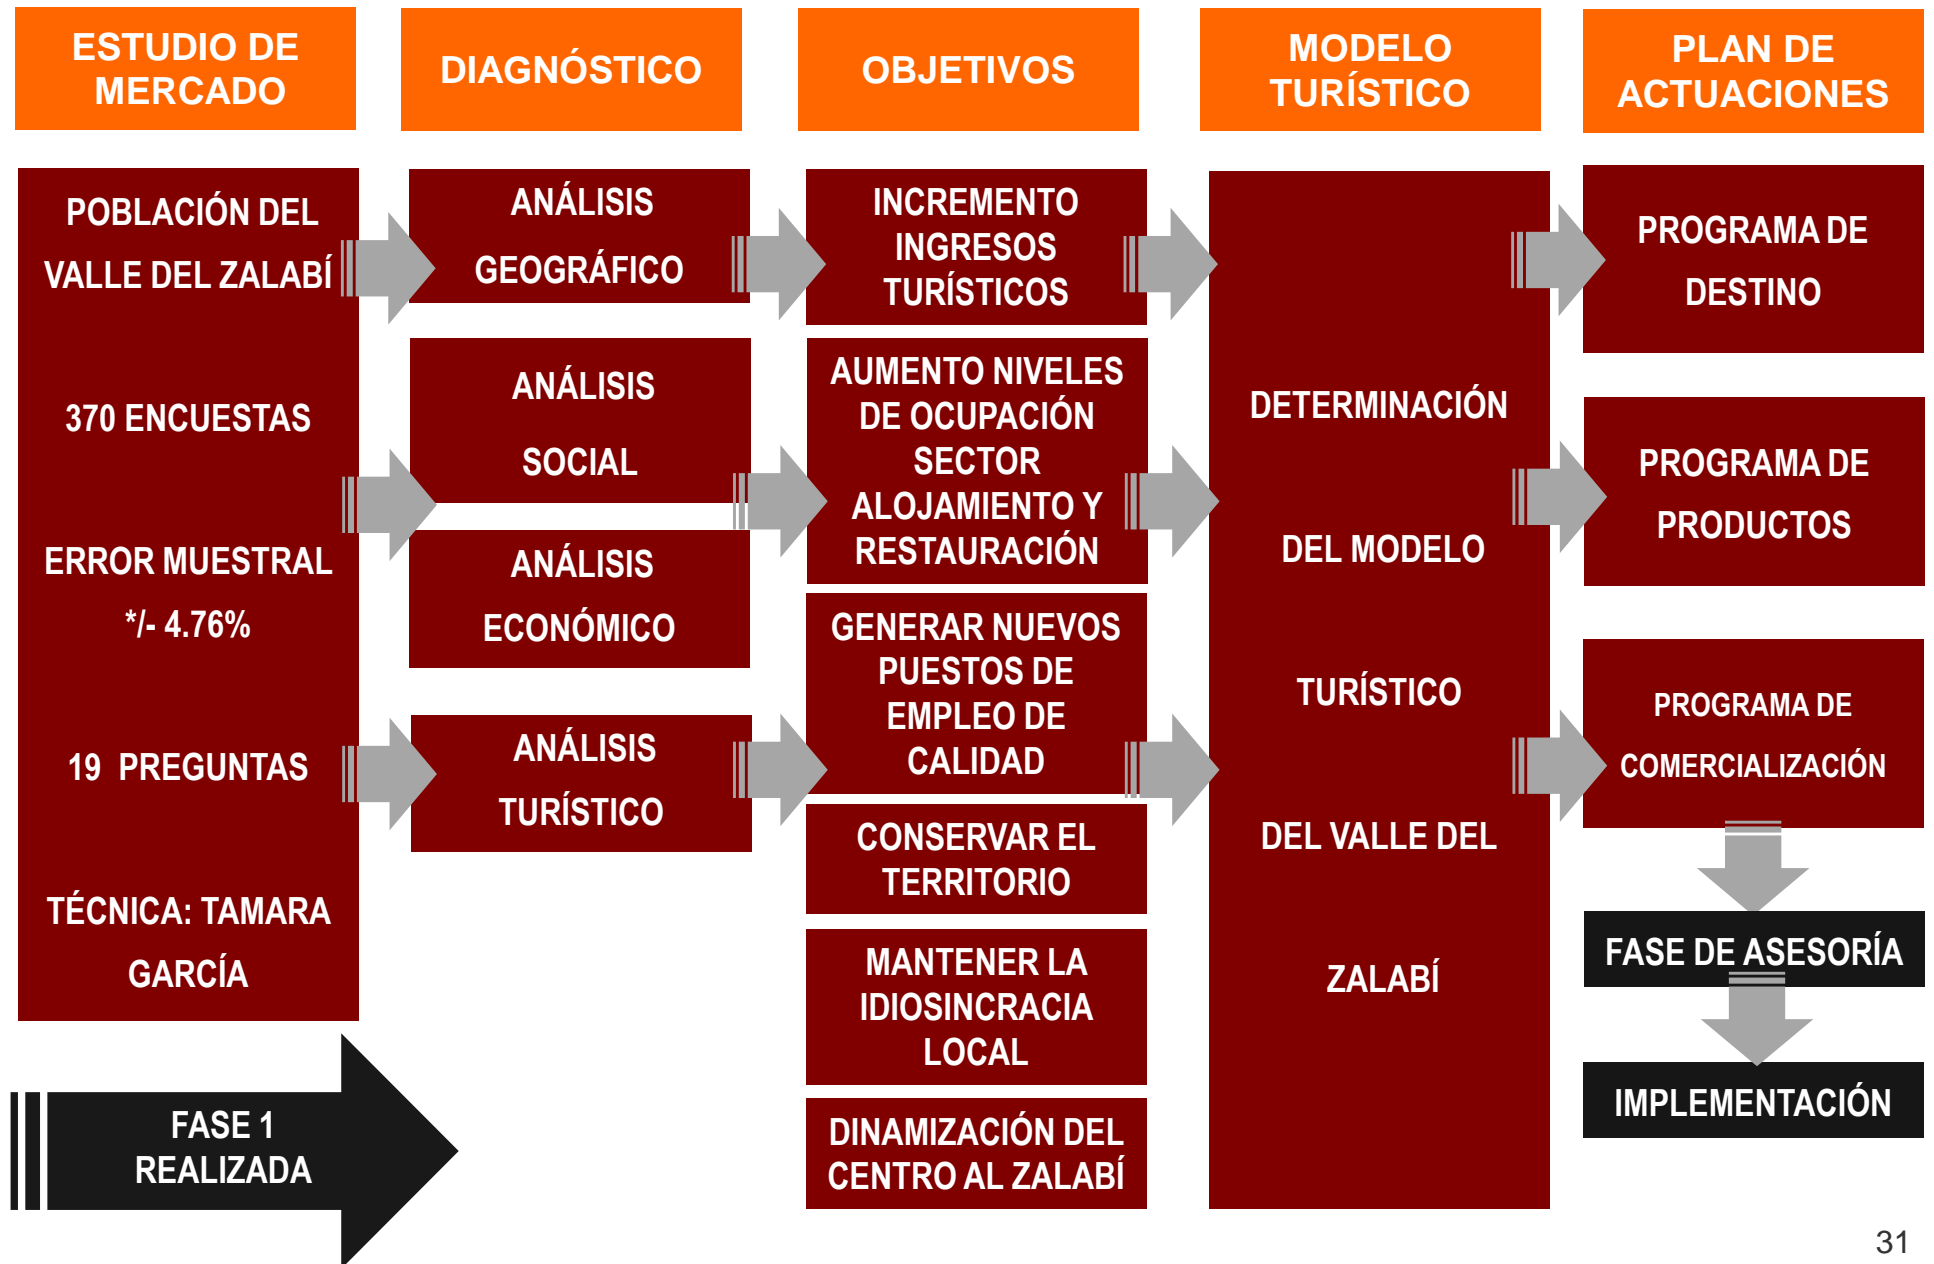 ESTUDIO DE
MERCADO
DIAGNÓSTICO
OBJETIVOS
MODELO
TURÍSTICO
PLAN DE
ACTUACIONES
POBLACIÓN DEL
VALLE DEL ZALABÍ
370 ENCUESTAS
ERROR MUESTRAL
*/- 4.76%
19 PREGUNTAS
TÉCNICA: TAMARA
GARCÍA
FASE 1
REALIZADA
ANÁLISIS
GEOGRÁFICO
ANÁLISIS
SOCIAL
ANÁLISIS
ECONÓMICO
ANÁLISIS
TURÍSTICO
INCREMENTO
INGRESOS
TURÍSTICOS
AUMENTO NIVELES
DE OCUPACIÓN
SECTOR
ALOJAMIENTO Y
RESTAURACIÓN
GENERAR NUEVOS
PUESTOS DE
EMPLEO DE
CALIDAD
CONSERVAR EL
TERRITORIO
MANTENER LA
IDIOSINCRACIA
LOCAL
DINAMIZACIÓN DEL
CENTRO AL ZALABÍ
DETERMINACIÓN
DEL MODELO
TURÍSTICO
DEL VALLE DEL
ZALABÍ
PROGRAMA DE
DESTINO
PROGRAMA DE
PRODUCTOS
PROGRAMA DE
COMERCIALIZACIÓN
FASE DE ASESORÍA
IMPLEMENTACIÓN
31